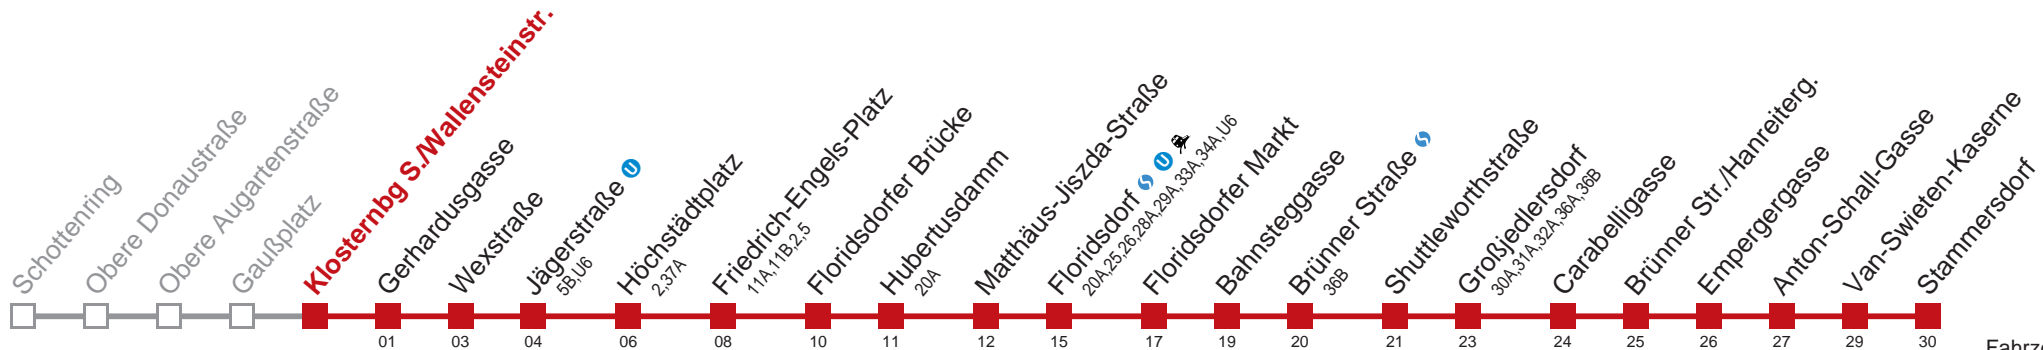 Schottenring
Obere Donaustraße
Obere Augartenstraße
Gaußplatz
Klosternbg S./Wallensteinstr.
Gerhardusgasse
01
Wexstraße
03
Jägerstraße U
5B,U6
04
Höchstädtplatz
2,37A
06
Friedrich-Engels-Platz
11A,11B,2,5
08
Floridsdorfer Brücke
10
Hubertusdamm
20A
11
Matthäus-Jiszda-Straße
12
Floridsdorf S U
20A,25,26,28A,29A,33A,34A,U6
15
Floridsdorfer Markt
17
Bahnsteggasse
19
Brünner Straße S
36B
20
Shuttleworthstraße
21
Großjedlersdorf
30A,31A,32A,36A,36B
23
Carabelligasse
24
Brünner Str./Hanreiterg.
25
Empergergasse
26
Anton-Schall-Gasse
27
Van-Swieten-Kaserne
29
Stammersdorf
30